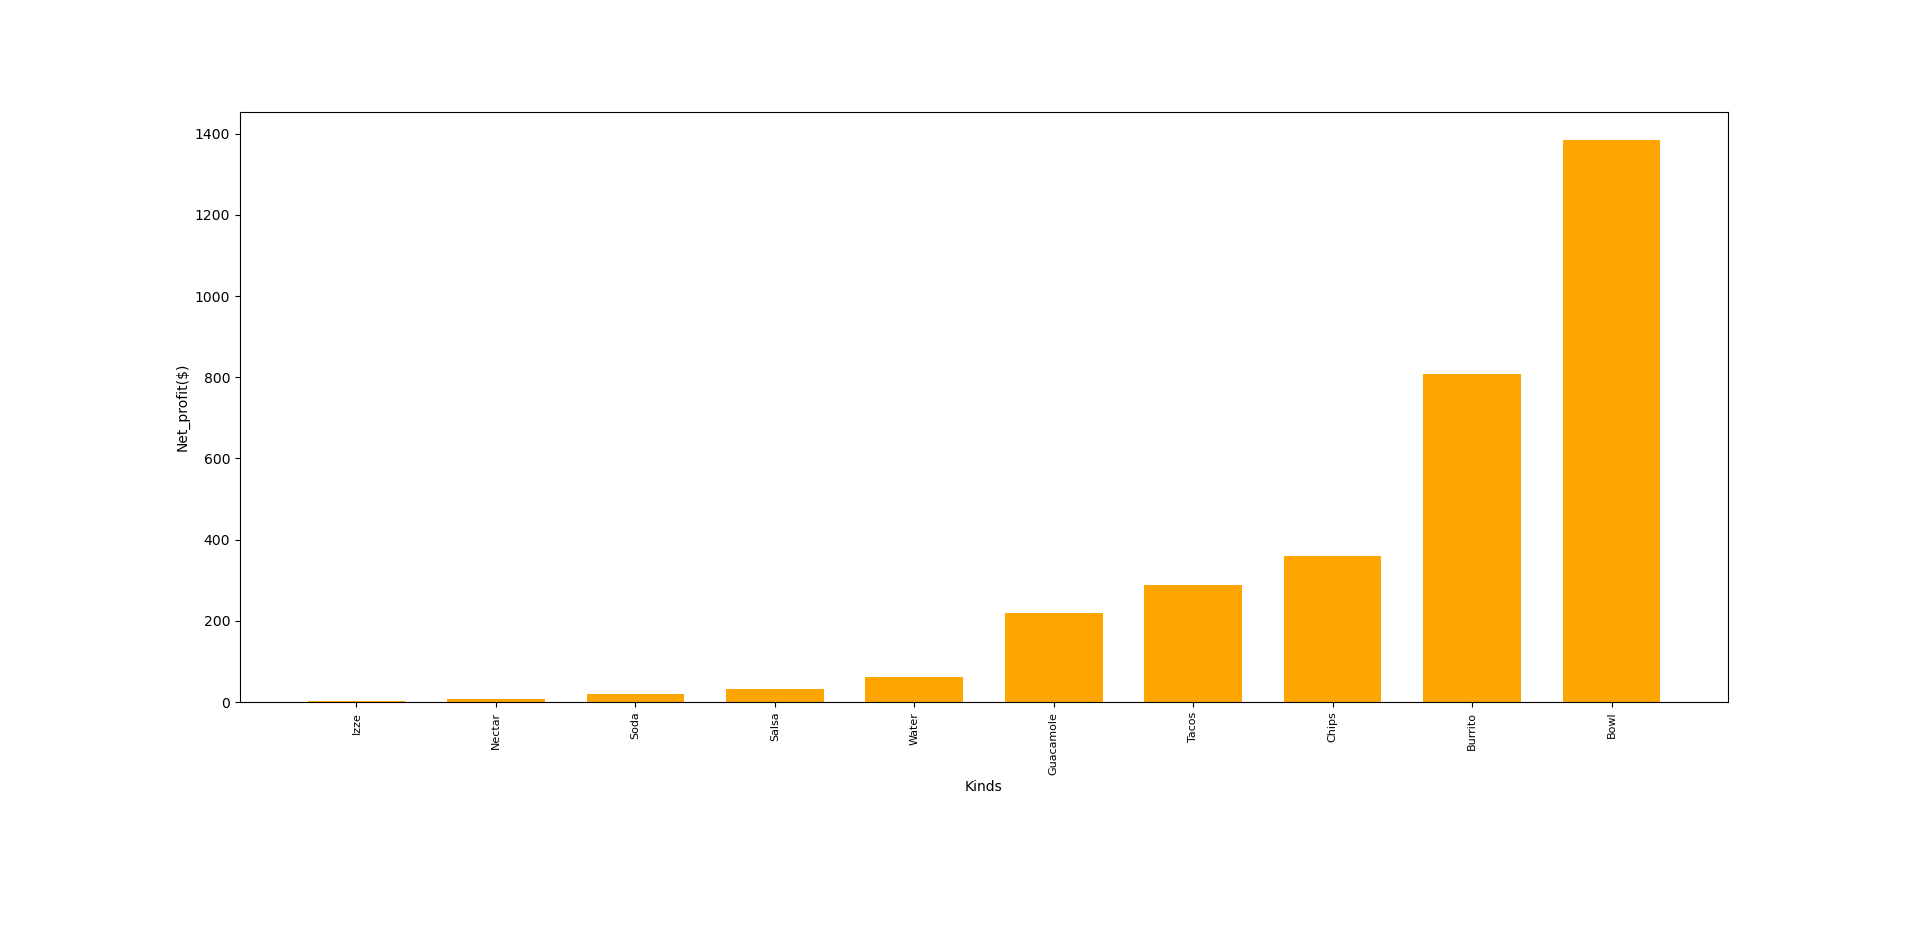 1400
1200
1000
800
600
400
200
0
Net_profit($)
Izze
Nectar
Soda
Salsa
Water
Guacamole
Tacos
Chips
Burrito
Bowl
Kinds